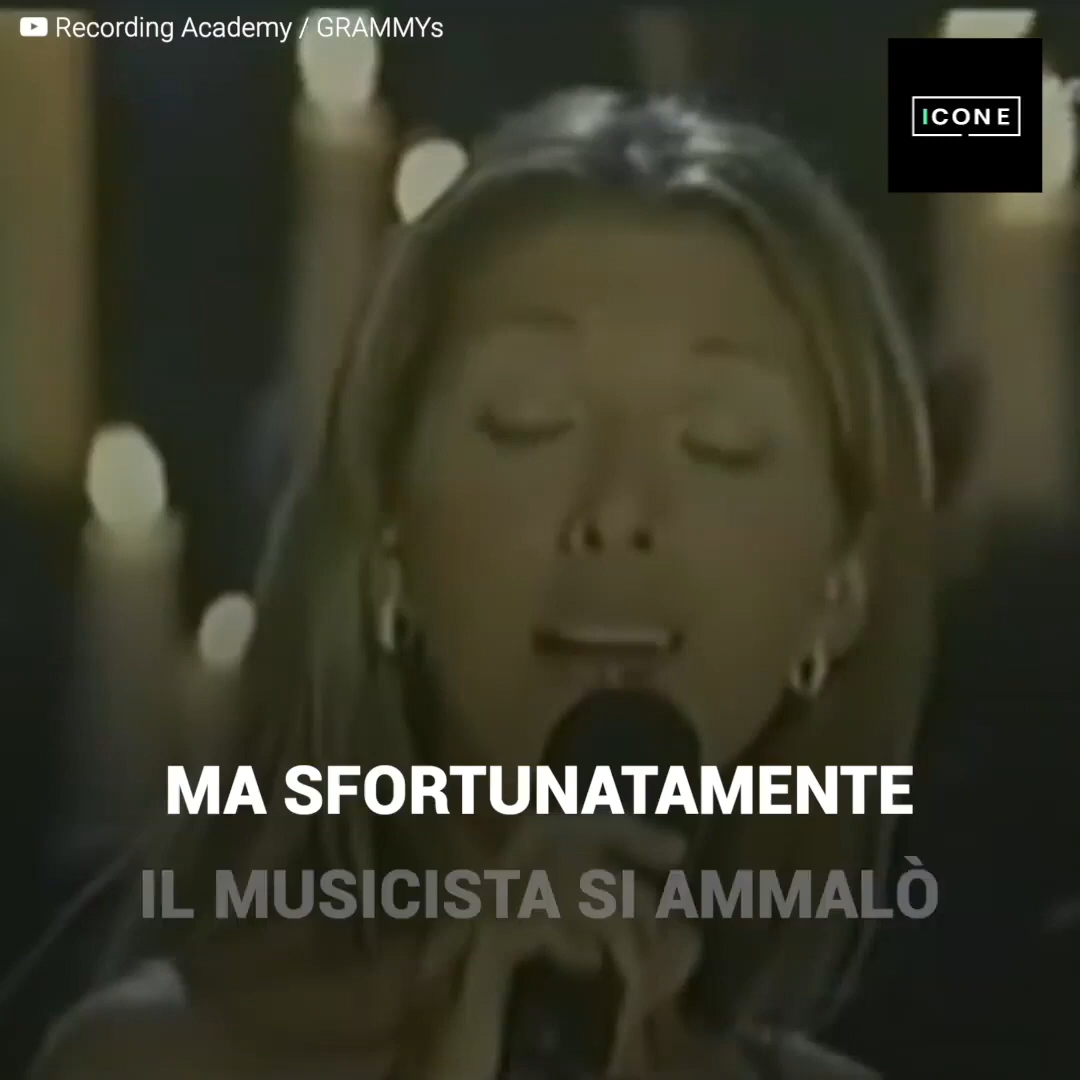 Recording Academy / GRAMMYs
ICONE
MA SFORTUNATAMENTE
IL MUSICISTA SI AMMALÒ